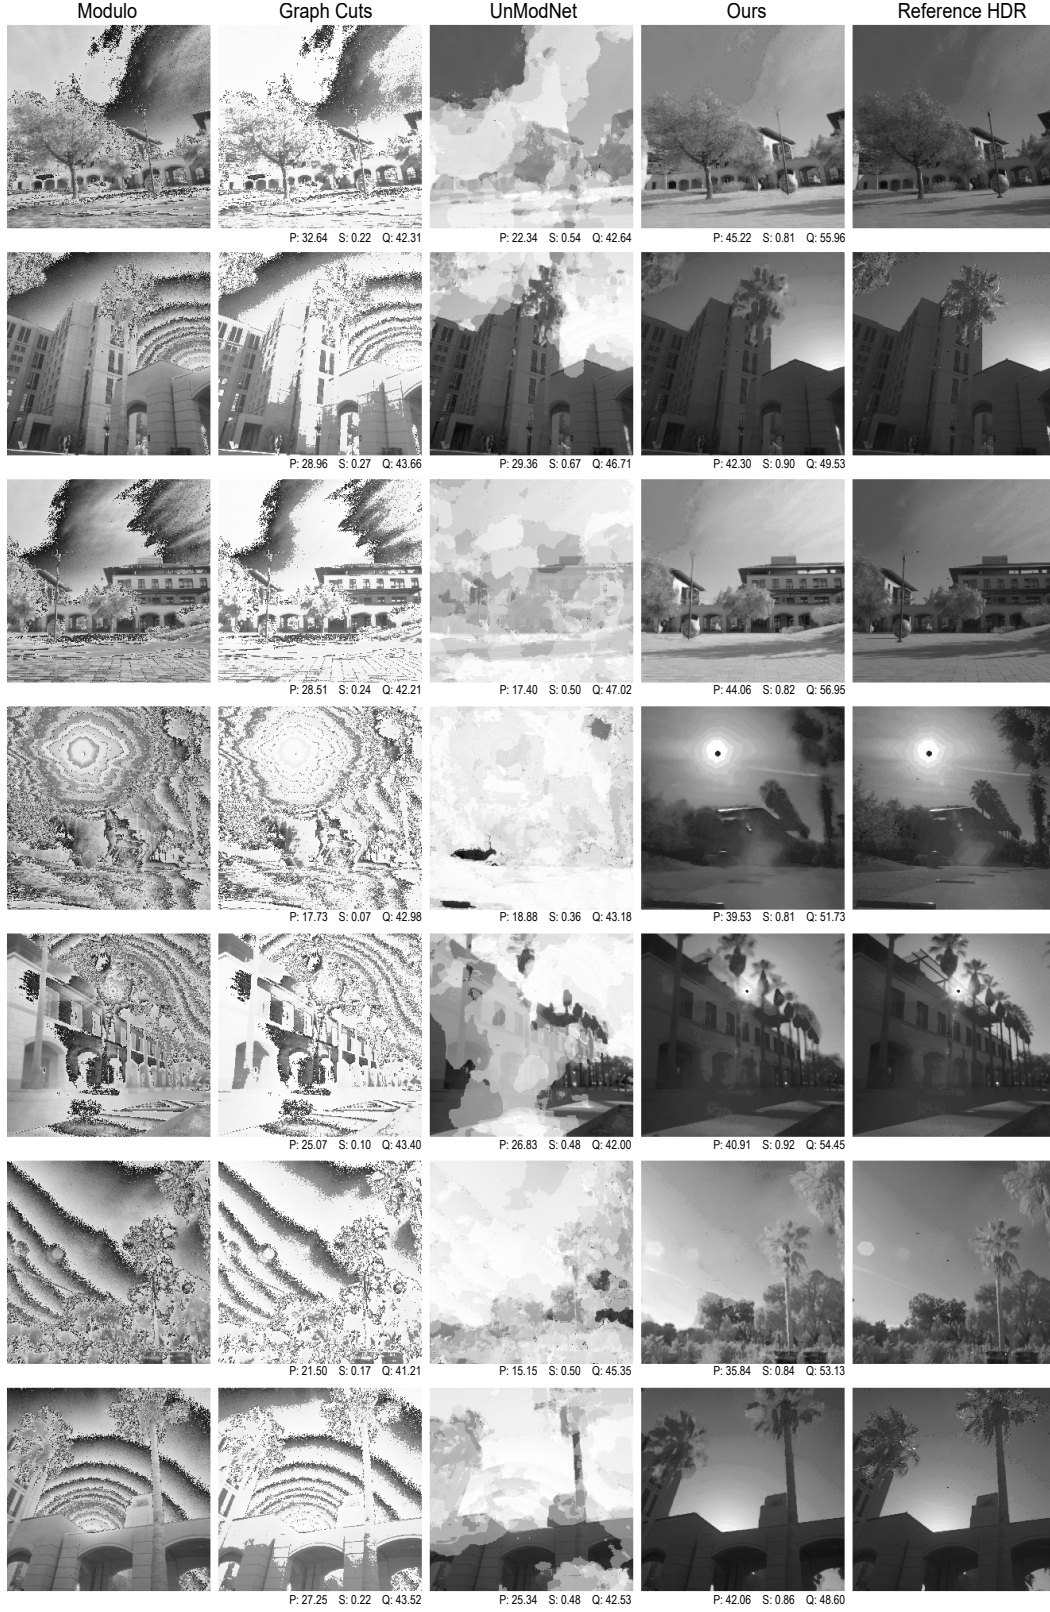 Modulo Graph Cuts UnModNet Ours Reference HDR
P: 32.64 S: 0.22 Q: 42.31 P: 22.34 S: 0.54 Q: 42.64 P: 45.22 S: 0.81 Q: 55.96
P: 28.96 S: 0.27 Q: 43.66 P: 29.36 S: 0.67 Q: 46.71 P: 42.30 S: 0.90 Q: 49.53
P: 28.51 S: 0.24 Q: 42.21 P: 17.40 S: 0.50 Q: 47.02 P: 44.06 S: 0.82 Q: 56.95
P: 17.73 S: 0.07 Q: 42.98 P: 18.88 S: 0.36 Q: 43.18 P: 39.53 S: 0.81 Q: 51.73
P: 25.07 S: 0.10 Q: 43.40 P: 26.83 S: 0.48 Q: 42.00 P: 40.91 S: 0.92 Q: 54.45
P: 21.50 S: 0.17 Q: 41.21 P: 15.15 S: 0.50 Q: 45.35 P: 35.84 S: 0.84 Q: 53.13
P: 27.25 S: 0.22 Q: 43.52 P: 25.34 S: 0.48 Q: 42.53 P: 42.06 S: 0.86 Q: 48.60